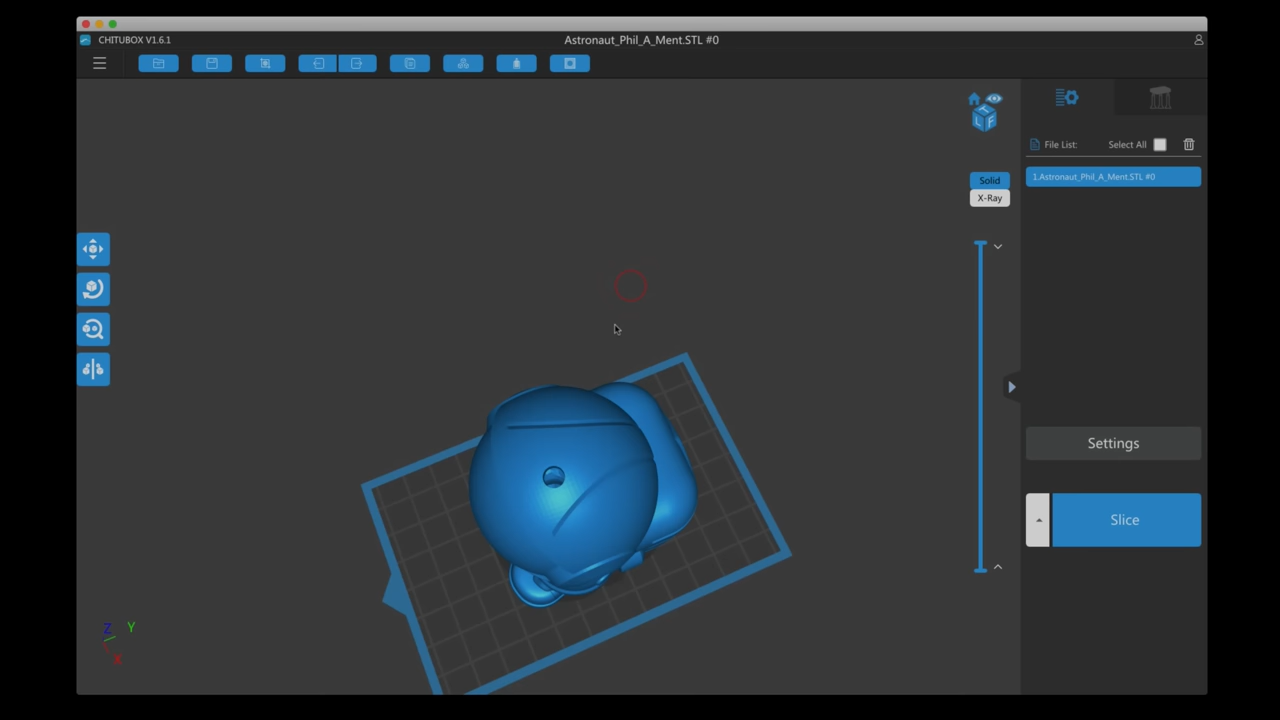 CHITUBOX V1.6.1
Astronaut_Phil_A_Ment.STL #0
File List:
Select All
1.Astronaut_Phil_A_Ment.STL #0
T
L F
Solid
X-Ray
Settings
Slice
Z Y
X